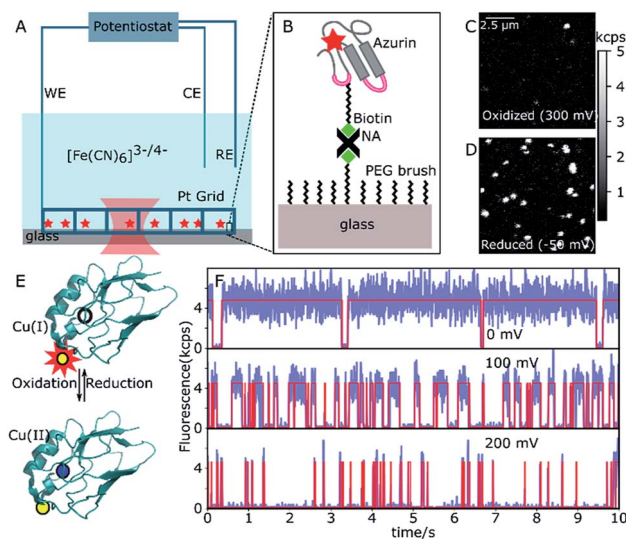 A
Potentiostat
WE
CE
RE
[Fe(CN)6]3-/4-
Pt Grid
glass
B
Azurin
Biotin
NA
PEG brush
glass
C
2.5 µm
Oxidized (300 mV)
D
Reduced (-50 mV)
kcps
5
4
3
2
1
E
Cu(I)
Oxidation
Reduction
Cu(II)
F
Fluorescence(kcps)
4
0
0 mV
4
0
100 mV
4
0
200 mV
0 1 2 3 4 5 6 7 8 9 10
time/s